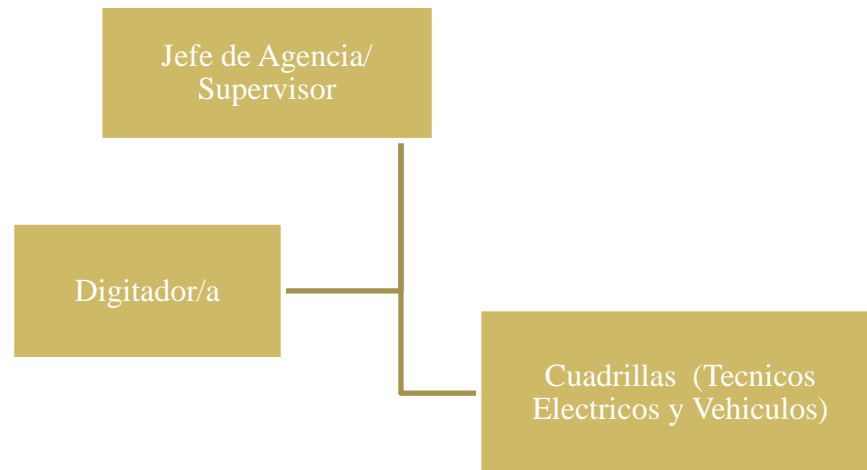 Jefe de Agencia/
Supervisor
Digitador/a
Cuadrillas (Tecnicos
Electricos y Vehiculos)